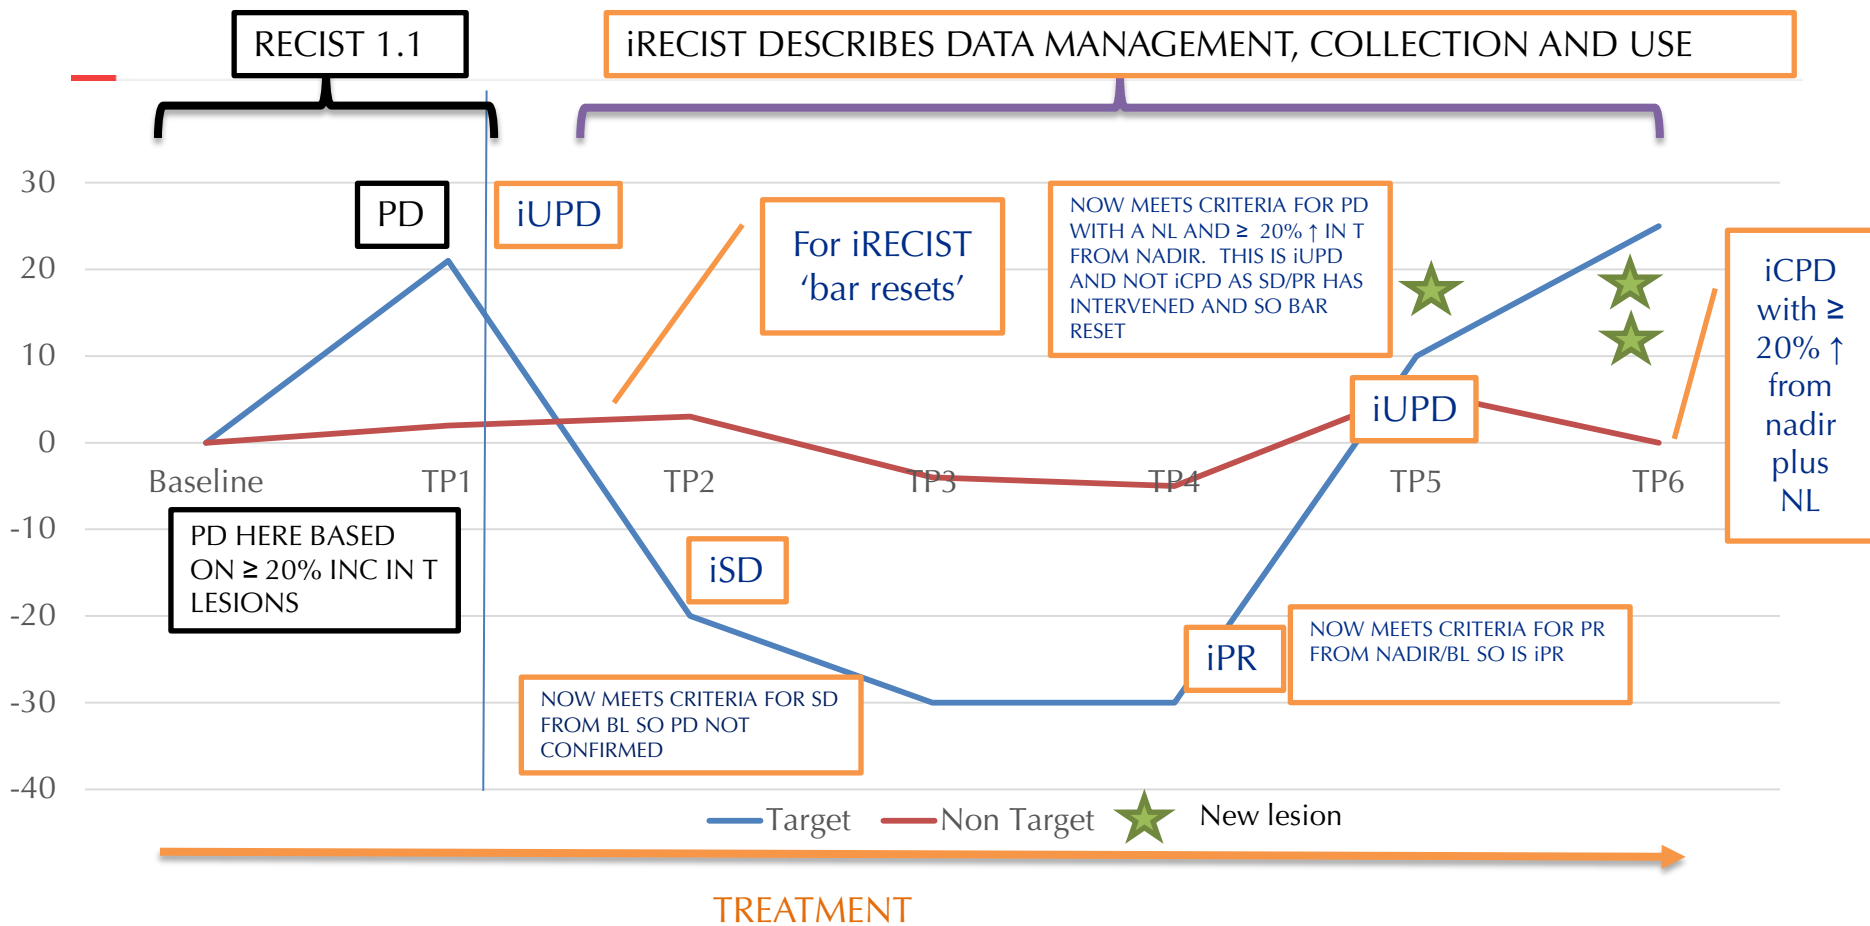 RECIST 1.1
iRECIST DESCRIBES DATA MANAGEMENT, COLLECTION AND USE
30
20
10
0
-10
-20
-30
-40
PD
iUPD
For iRECIST
‘bar resets’
NOW MEETS CRITERIA FOR PD
WITH A NL AND ≥ 20% ↑ IN T
FROM NADIR. THIS IS iUPD
AND NOT iCPD AS SD/PR HAS
INTERVENED AND SO BAR
RESET
iCPD
with ≥
20% ↑
from
nadir
plus
NL
iUPD
Baseline
TP1
TP2
TP3
TP4
TP5
TP6
PD HERE BASED
ON ≥ 20% INC IN T
LESIONS
iSD
NOW MEETS CRITERIA FOR SD
FROM BL SO PD NOT
CONFIRMED
iPR
NOW MEETS CRITERIA FOR PR
FROM NADIR/BL SO IS iPR
Target
Non Target
New lesion
TREATMENT